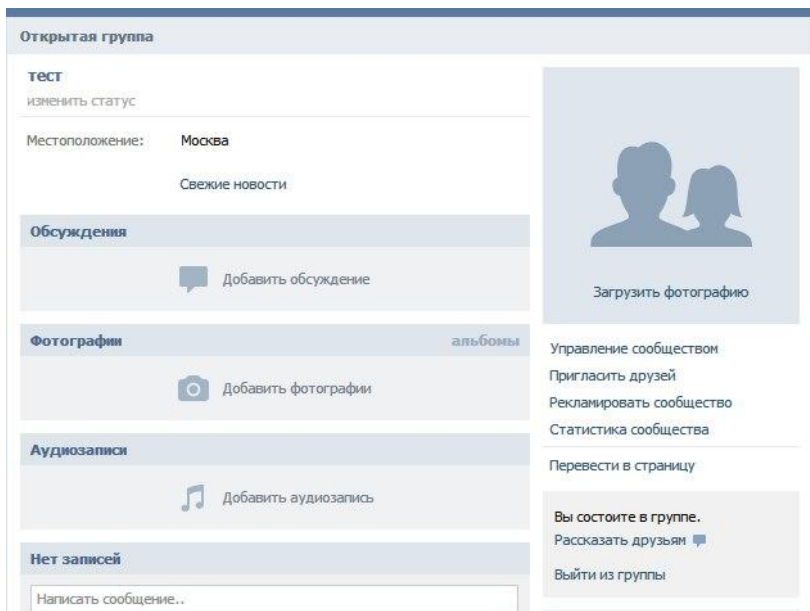 Открытая группа
тест
изменить статус
Местоположение: Москва
Свежие новости
Обсуждения
Добавить обсуждение
Фотографии альбомы
Добавить фотографии
Аудиозаписи
Добавить аудиозапись
Нет записей
Написать сообщение..
Загрузить фотографию
Управление сообществом
Пригласить друзей
Рекламировать сообщество
Статистика сообщества
Перевести в страницу
Вы состоите в группе.
Рассказать друзьям
Выйти из группы